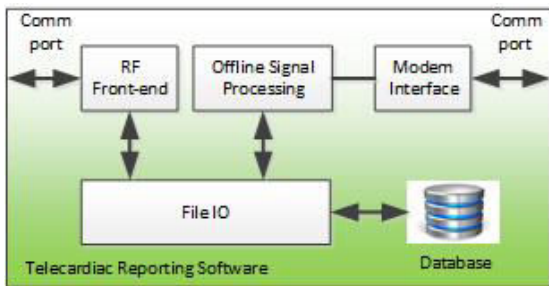 Comm
port
Comm
port
RF
Front-end
Offline Signal
Processing
Modem
Interface
File IO
Telecardiac Reporting Software
Database